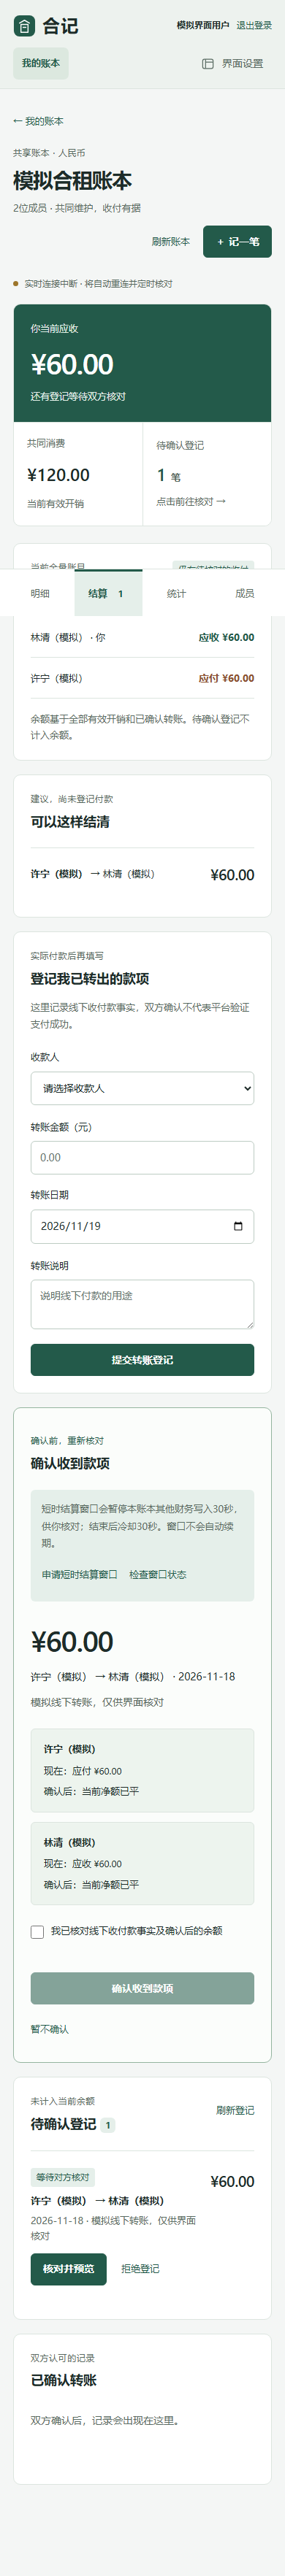 合记
模拟界面用户 退出登录
我的账本
界面设置
← 我的账本
共享账本 · 人民币
模拟合租账本
2位成员 · 共同维护，收付有据
刷新账本
+ 记一笔
实时连接中断 · 将自动重连并定时核对
你当前应收
¥60.00
还有登记等待双方核对
共同消费
¥120.00
当前有效开销
待确认登记
1 笔
点击前往核对 →
明细
结算 1
统计
成员
林清（模拟）· 你 应收 ¥60.00
许宁（模拟） 应付 ¥60.00
余额基于全部有效开销和已确认转账。待确认登记不
计入余额。
建议，尚未登记付款
可以这样结清
许宁（模拟） → 林清（模拟） ¥60.00
实际付款后再填写
登记我已转出的款项
这里记录线下付款事实，双方确认不代表平台验证
支付成功。
收款人
请选择收款人
转账金额（元）
0.00
转账日期
2026/11/19
转账说明
说明线下付款的用途
提交转账登记
确认前，重新核对
确认收到款项
短时结算窗口会暂停本账本其他财务写入30秒，
供你核对；结束后冷却30秒。窗口不会自动续
期。
申请短时结算窗口 检查窗口状态
¥60.00
许宁（模拟） → 林清（模拟） · 2026-11-18
模拟线下转账，仅供界面核对
许宁（模拟）
现在：应付 ¥60.00
确认后：当前净额已平
林清（模拟）
现在：应收 ¥60.00
确认后：当前净额已平
我已核对线下收付款事实及确认后的余额
确认收到款项
暂不确认
未计入当前余额
待确认登记 1
刷新登记
等待对方核对
¥60.00
许宁（模拟） → 林清（模拟）
2026-11-18 · 模拟线下转账，仅供界面
核对
核对并预览
拒绝登记
双方认可的记录
已确认转账
双方确认后，记录会出现在这里。